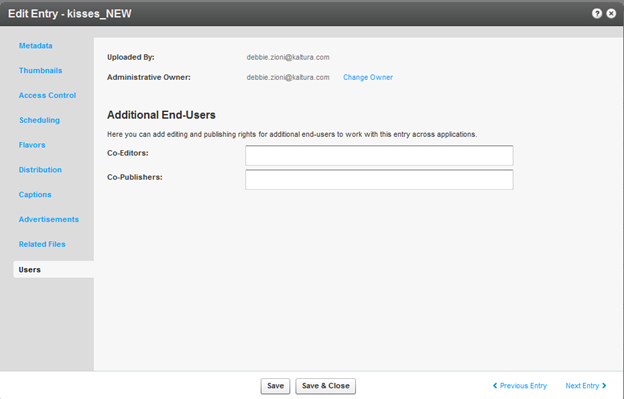 Edit Entry - kisses_NEW
Metadata
Thumbnails
Access Control
Scheduling
Flavors
Distribution
Captions
Advertisements
Related Files
Users
Uploaded By: debbie.zioni@kaltura.com
Administrative Owner: debbie.zioni@kaltura.com Change Owner
Additional End-Users
Here you can add editing and publishing rights for additional end-users to work with this entry across applications.
Co-Editors:
Co-Publishers:
Save Save & Close Previous Entry Next Entry